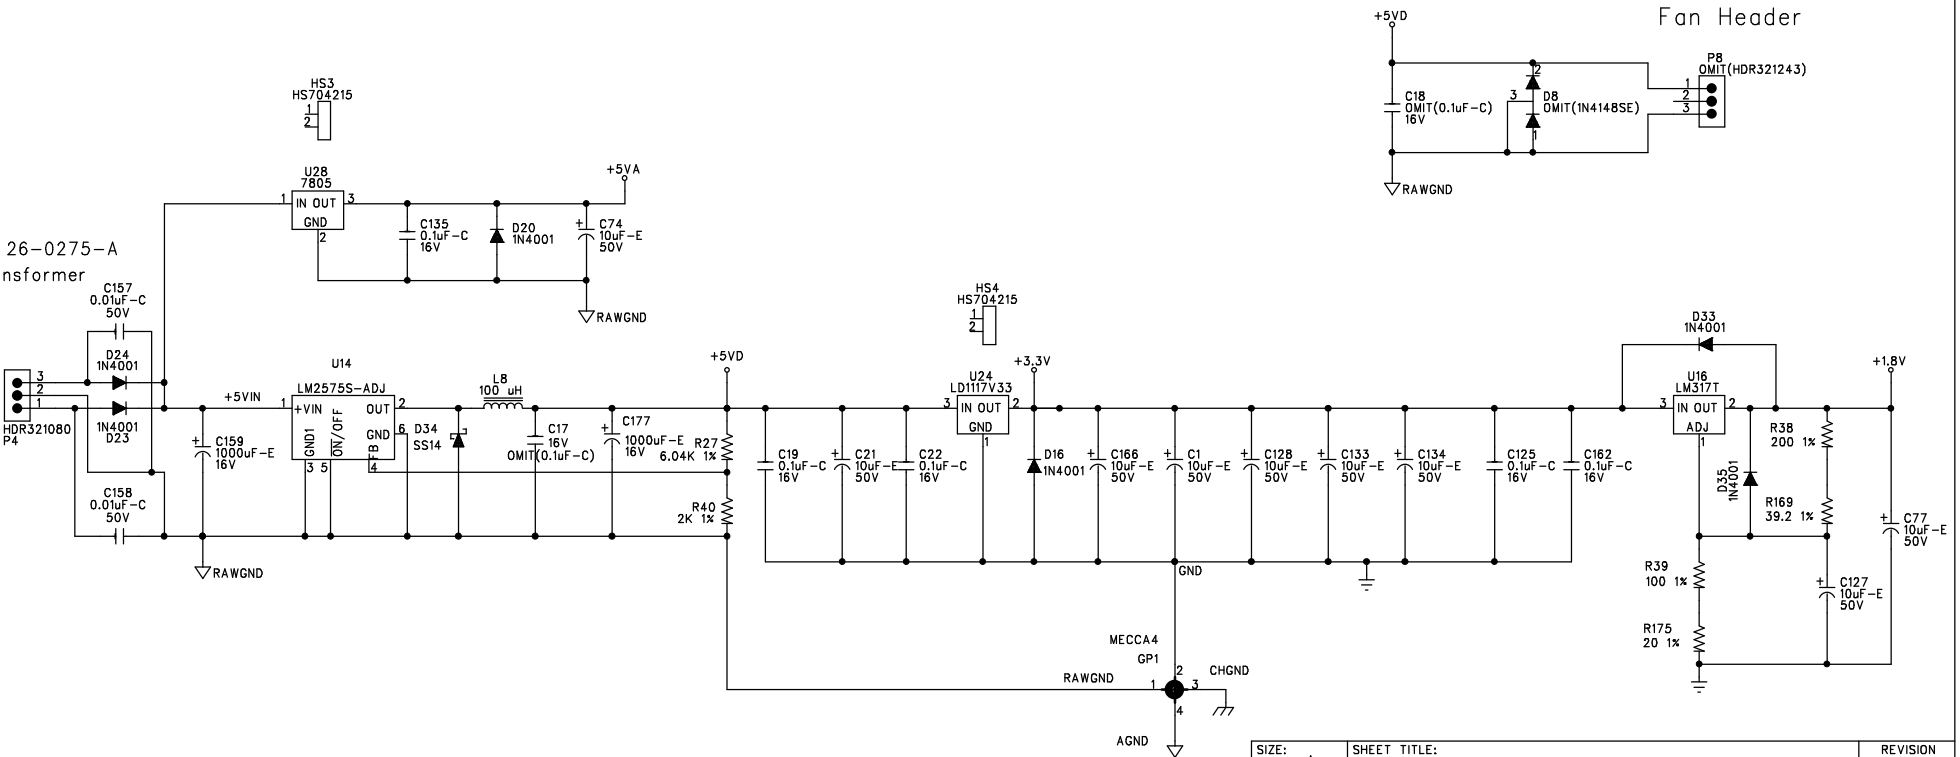 Fan Header
+5VD
P8
OMIT(HDR321243)
1
2
3
C18
OMIT(0.1uF-C)
16V
2
3
D8
OMIT(1N4148SE)
1
RAWGND
HS3
HS704215
1
2
U28
7805
1
IN OUT
3
GND
2
+5VA
C135
0.1uF-C
16V
D20
1N4001
+
C74
10uF-E
50V
RAWGND
26-0275-A
nsformer
C157
0.01uF-C
50V
D24
1N4001
3
2
1
HDR321080
P4
1N4001
D23
C158
0.01uF-C
50V
+5VIN
+
C159
1000uF-E
16V
RAWGND
U14
LM2575S-ADJ
1
+VIN
OUT
2
GND
6
GND1
ON/OFF
FB
3
5
4
D34
SS14
L8
100 uH
C17
16V
OMIT(0.1uF-C)
+
C177
1000uF-E
16V
+5VD
R27
6.04K 1%
R40
2K 1%
C19
0.1uF-C
16V
+
C21
10uF-E
50V
C22
0.1uF-C
16V
HS4
HS704215
1
2
U24
LD1117V33
3
IN OUT
2
GND
1
+3.3V
D16
1N4001
+
C166
10uF-E
50V
+
C1
10uF-E
50V
+
C128
10uF-E
50V
+
C133
10uF-E
50V
+
C134
10uF-E
50V
C125
0.1uF-C
16V
C162
0.1uF-C
16V
GND
D33
1N4001
U16
LM317T
3
IN OUT
2
ADJ
1
+1.8V
R38
200 1%
D35
1N4001
R169
39.2 1%
+
C77
10uF-E
50V
R39
100 1%
+
C127
10uF-E
50V
R175
20 1%
MECCA4
GP1
RAWGND
1
2
3
4
CHGND
AGND
SIZE:
SHEET TITLE:
REVISION